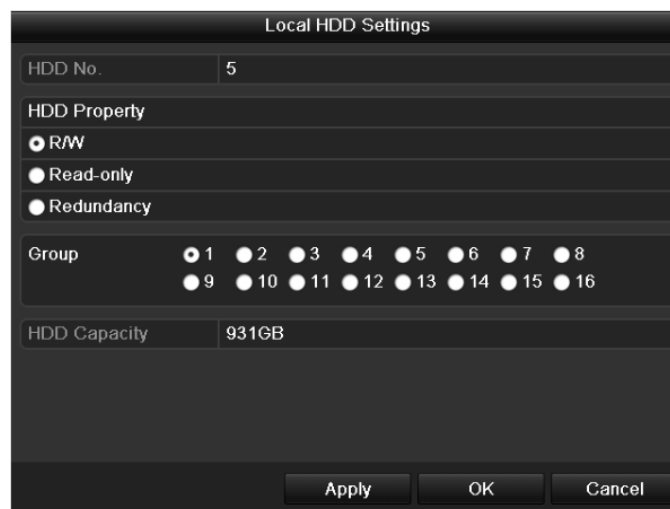 Local HDD Settings
HDD No. 5
HDD Property
R/W
Read-only
Redundancy
Group 1 2 3 4 5 6 7 8
9 10 11 12 13 14 15 16
HDD Capacity 931GB
Apply OK Cancel